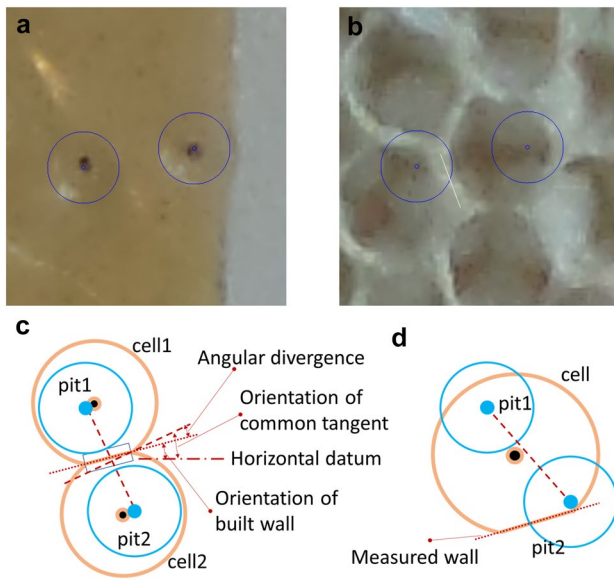 a
b
c
cell1
pit1
pit2
cell2
Angular divergence
Orientation of
common tangent
Horizontal datum
Orientation of
built wall
d
cell
pit1
pit2
Measured wall